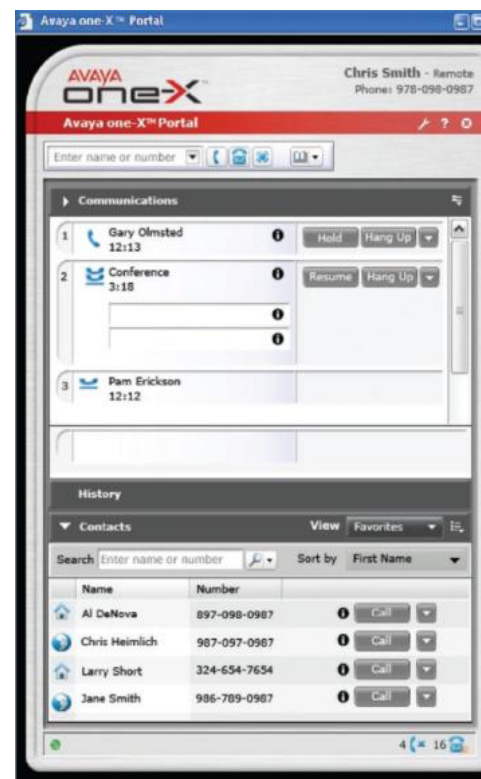 Avaya one-X™ Portal
AVAYA
one-X™
Chris Smith - Remote
Phone: 978-098-0987
Avaya one-X™ Portal
?
Enter name or number
Communications
1 Gary Olmsted Hold Hang Up
12:13
2 Conference Resume Hang Up
3:18
3 Pam Erickson
12:12
History
Contacts View Favorites
Search Enter name or number Sort by First Name
Name Number
Al DeNova 897-098-0987 Call
Chris Heimlich 987-097-0987 Call
Larry Short 324-654-7654 Call
Jane Smith 986-789-0987 Call
4 16